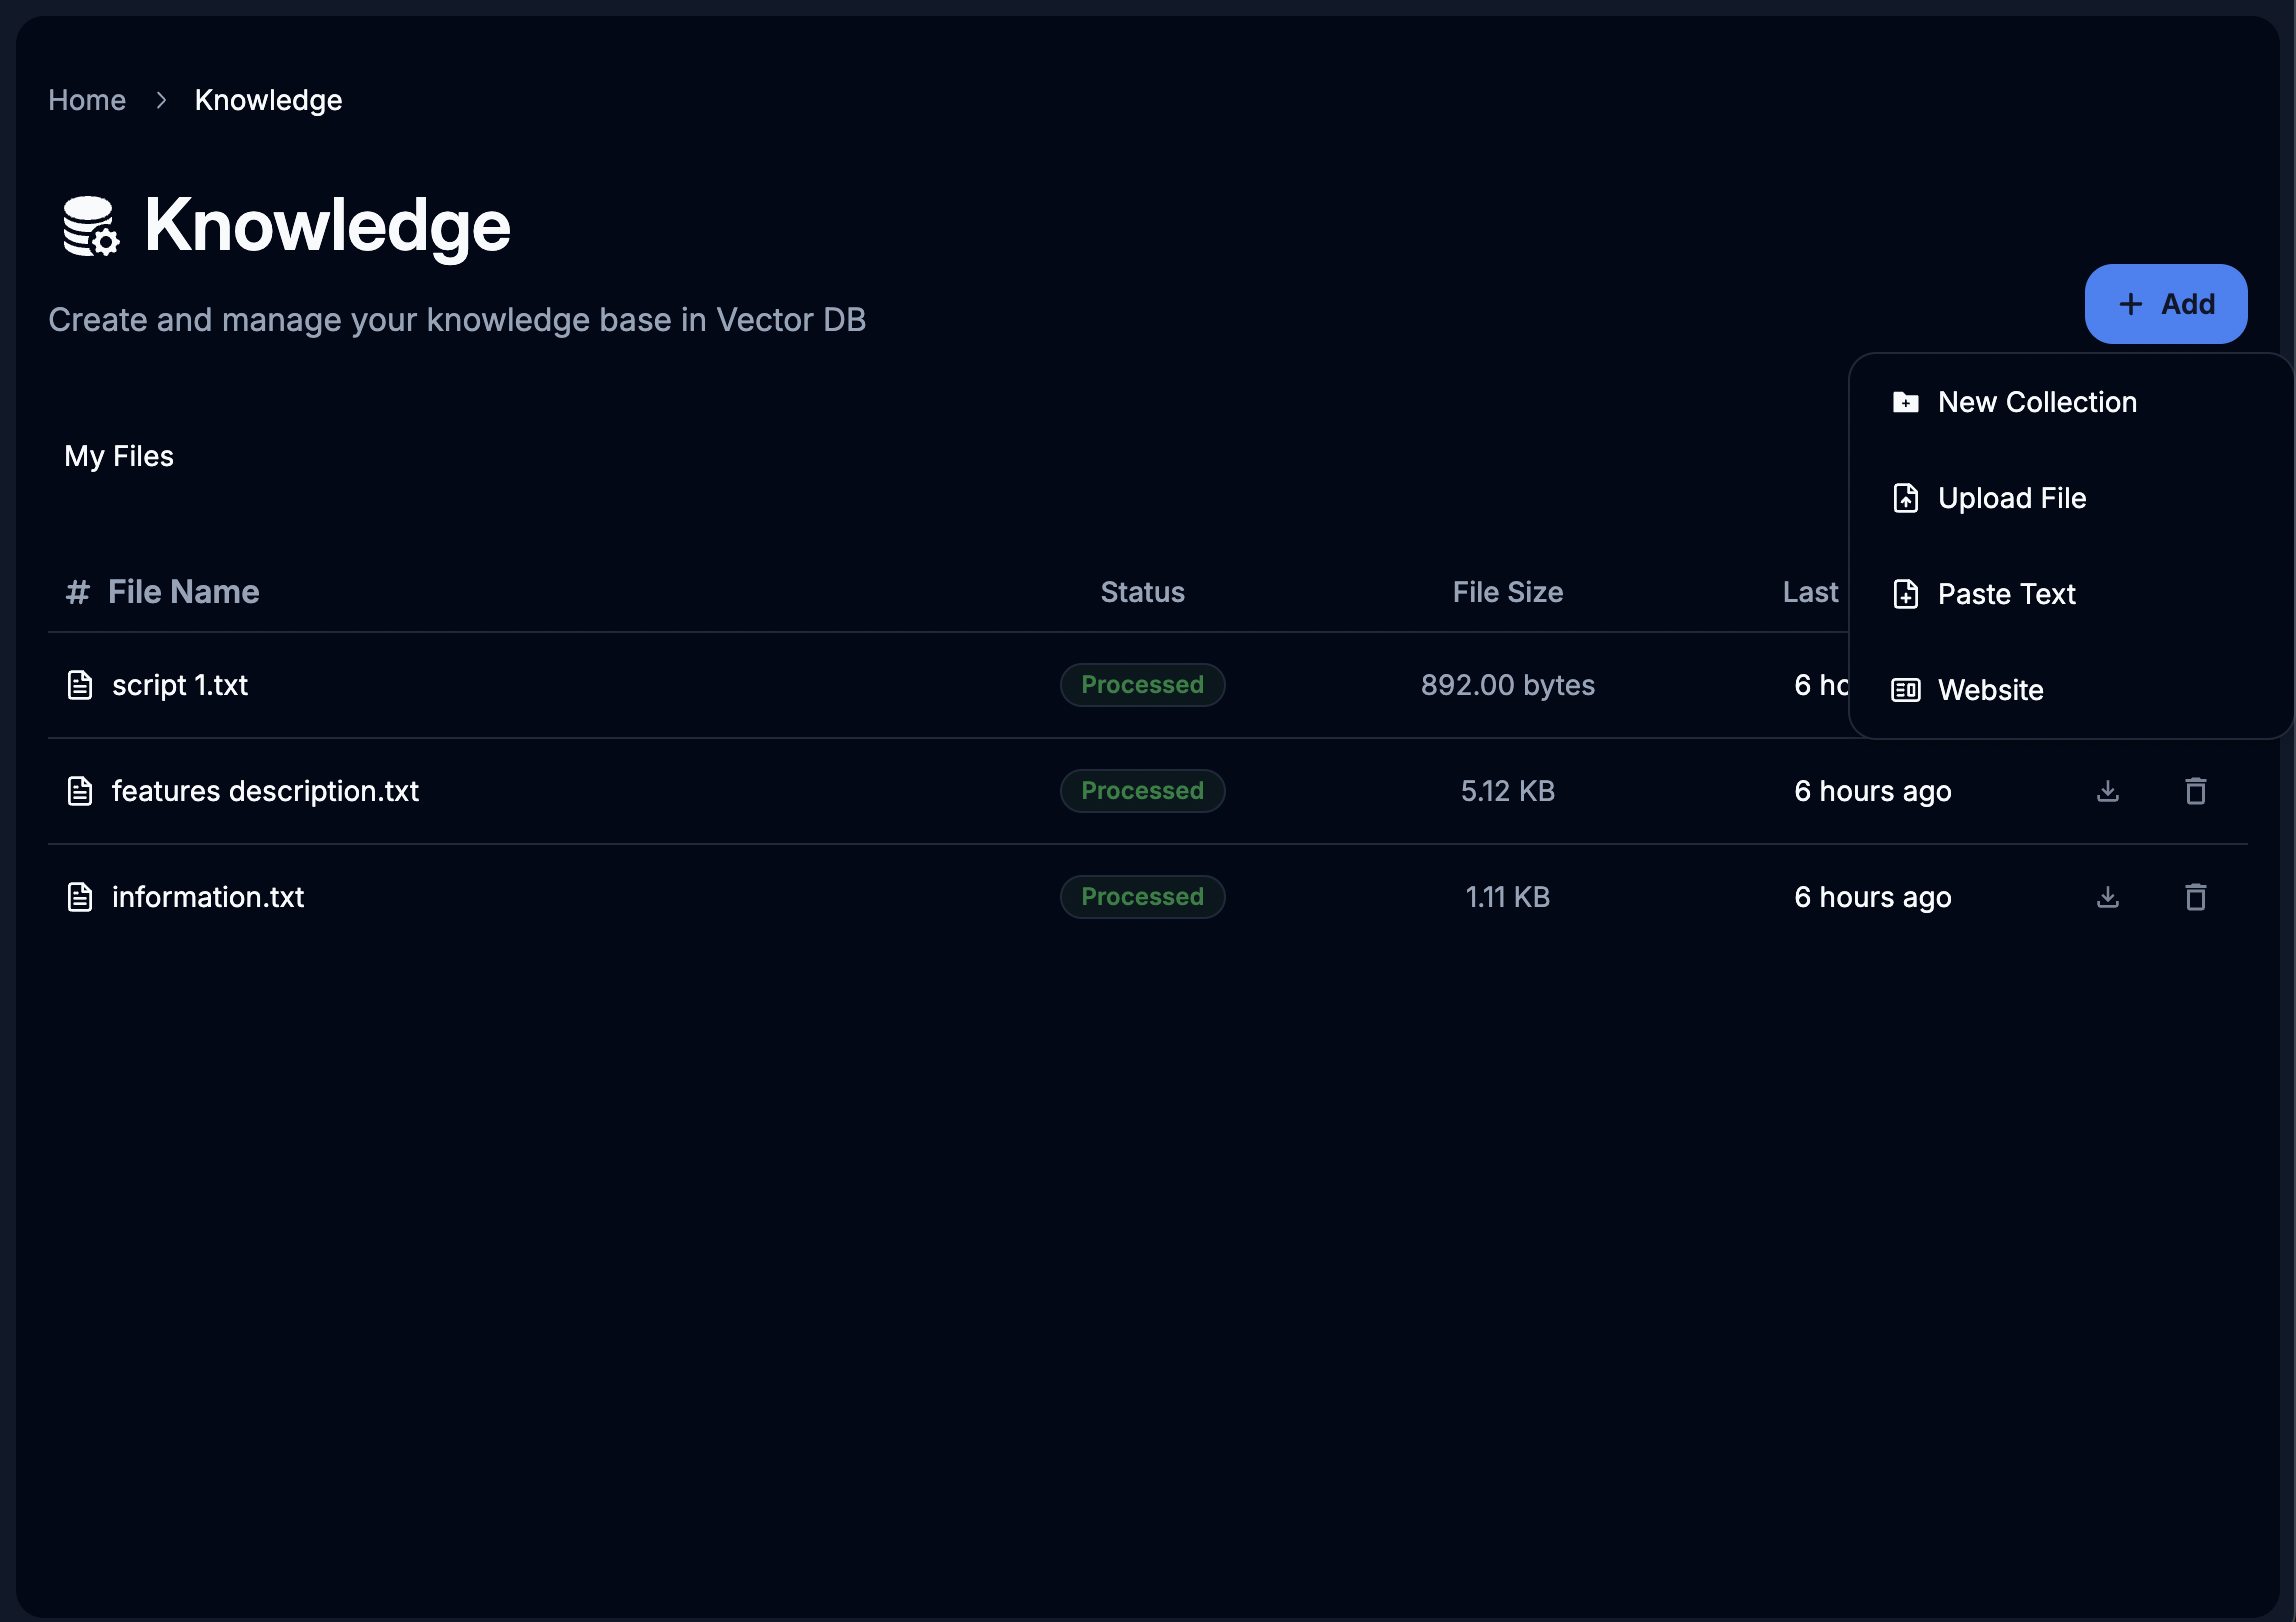 Home > Knowledge
Knowledge
Create and manage your knowledge base in Vector DB
+ Add
New Collection
Upload File
Paste Text
Website
My Files
# File Name Status File Size Last
script 1.txt Processed 892.00 bytes 6
features description.txt Processed 5.12 KB 6 hours ago
information.txt Processed 1.11 KB 6 hours ago